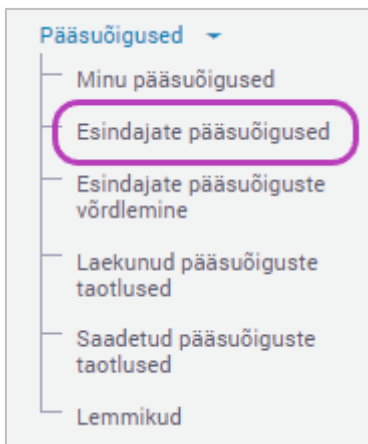 Pääsuõigused
Minu pääsuõigused
Esindajate pääsuõigused
Esindajate pääsuõiguste
võrdlemine
Laekunud pääsuõiguste
taotlused
Saadetud pääsuõiguste
taotlused
Lemmikud